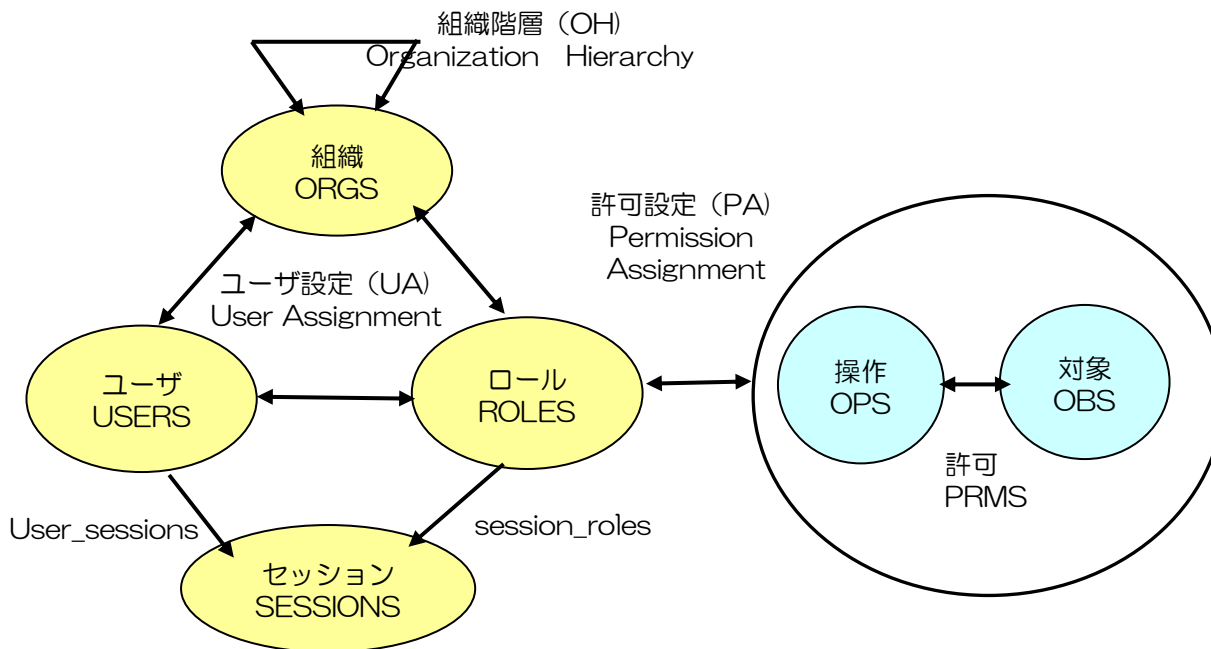 組織階層（OH)
Organization Hierarchy
組織
ORGS
許可設定（PA)
Permission
Assignment
ユーザ設定（UA)
User Assignment
ユーザ
USERS
ロール
ROLES
操作
OPS
対象
OBS
許可
PRMS
User_sessions
session_roles
セッション
SESSIONS